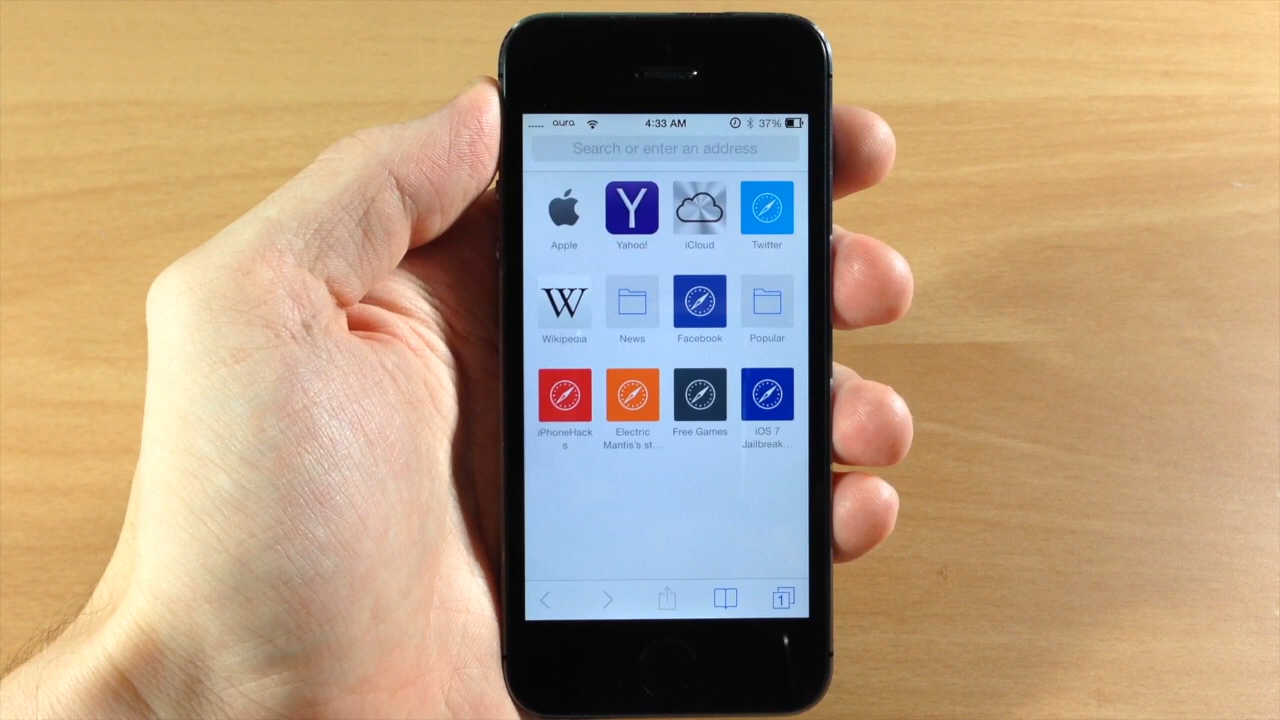 ..... aura 4:33 AM 37%
Search or enter an address
Y
Apple Yahoo! iCloud Twitter
W
Wikipedia News Facebook Popular
iPhoneHack Electric Free Games iOS 7
s Mantis's st... Jailbreak...
1